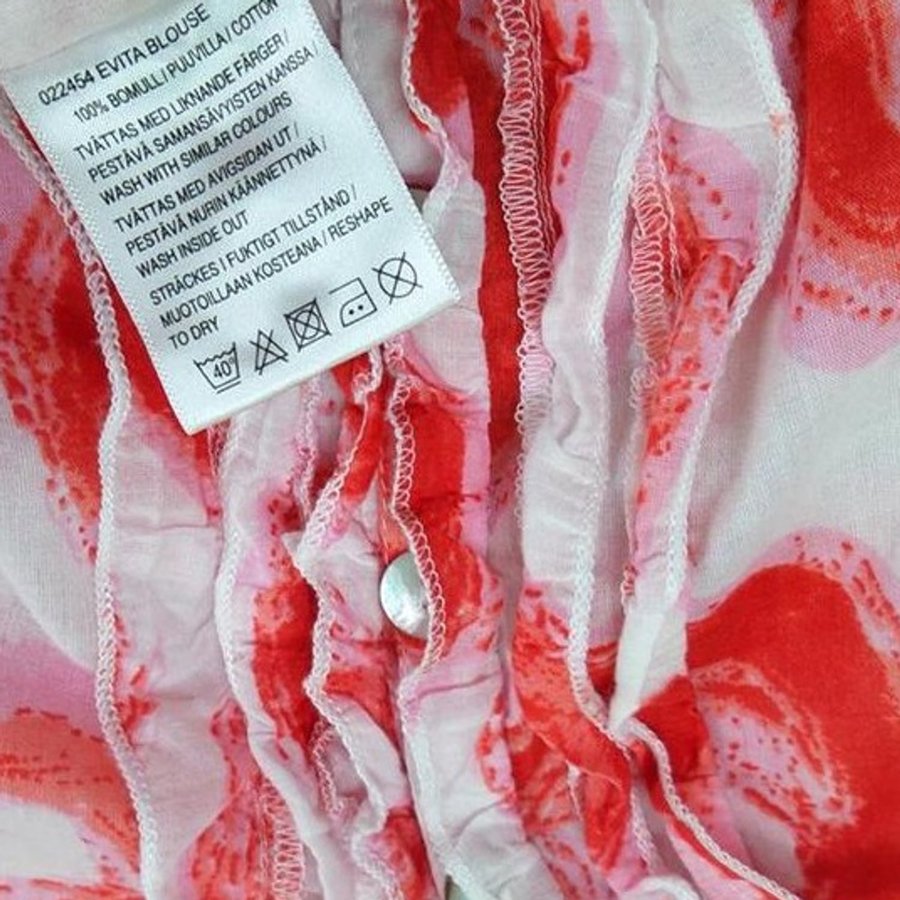 022454 EVITA BLOUSE
100% BOMULL / PUUVILLA / COTTON
TVÄTTAS MED LIKNANDE FÄRGER /
PESTÄVÄ SAMANSÄVYISTEN KANSSA /
WASH WITH SIMILAR COLOURS
TVÄTTAS MED AVIGSIDAN UT /
PESTÄVÄ NURIN KÄÄNNETTYNÄ /
WASH INSIDE OUT
STRÄCKES I FUKTIGT TILLSTÅND /
MUOTOILLAAN KOSTEANA / RESHAPE
TO DRY
40°